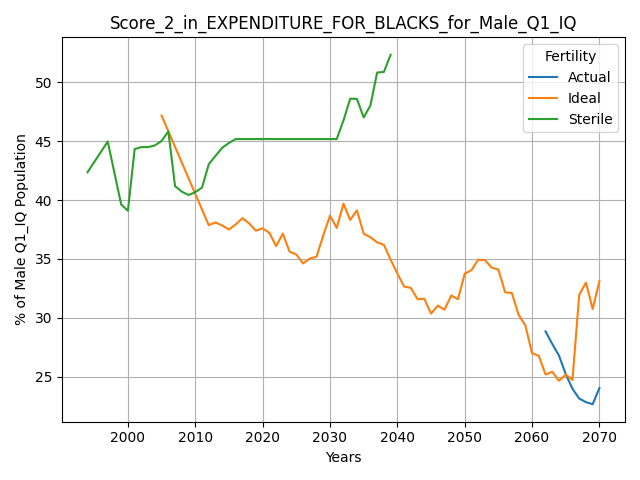 Score_2_in_EXPENDITURE_FOR_BLACKS_for_Male_Q1_IQ
Fertility
Actual
Ideal
Sterile
% of Male Q1_IQ Population
50
45
40
35
30
25
2000 2010 2020 2030 2040 2050 2060 2070
Years